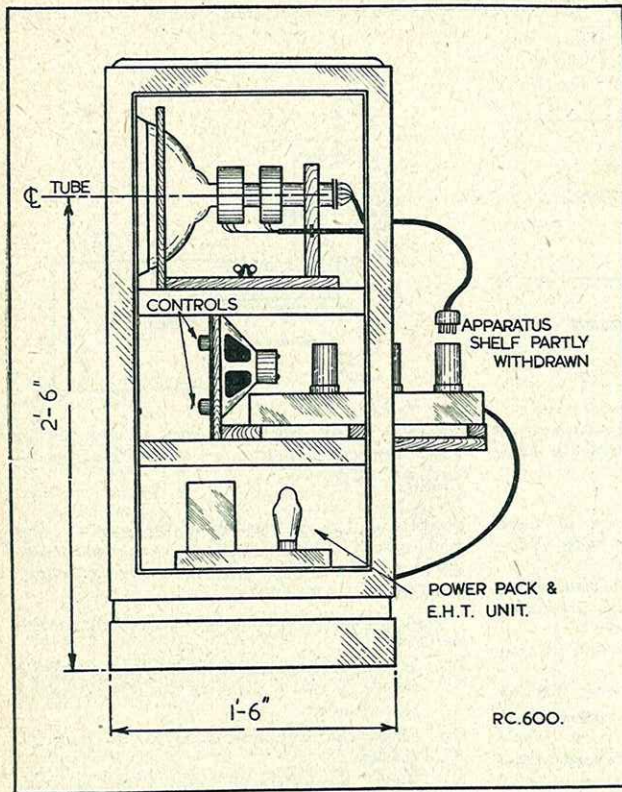 ℄ TUBE
CONTROLS
APPARATUS
SHELF PARTLY
WITHDRAWN
2'-6"
POWER PACK &
E.H.T. UNIT.
1'-6"
RC.600.